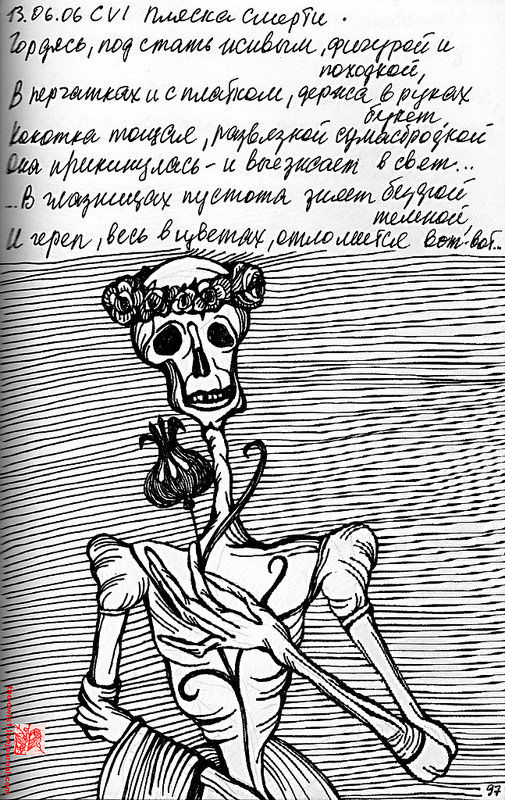 13.06.06 CVI Пляска смерти.
Гордясь, под стать живым, фигурой и
походкой,
В перчатках и с платком, держа в руках
букет,
Кокотка тощая, развязной сумасбродкой
Она прикинулась - и выезжает в свет...
...В глазницах пустота зияет бездной
темной,
И череп, весь в цветах, отломится вот-вот...
97